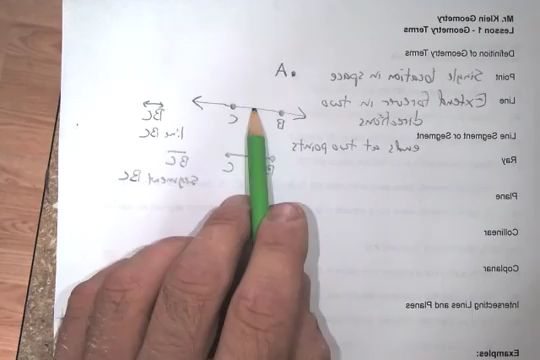 Mr. Klein Geometry
Lesson 1 - Geometry Terms
Definition of Geometry Terms
Point Single location in space A
Line Extend forever in two
directions
C B
BC
line BC
Line Segment or Segment ends at two points
C B
BC
segment BC
Ray
Plane
Collinear
Coplanar
Intersecting Lines and Planes
Examples: